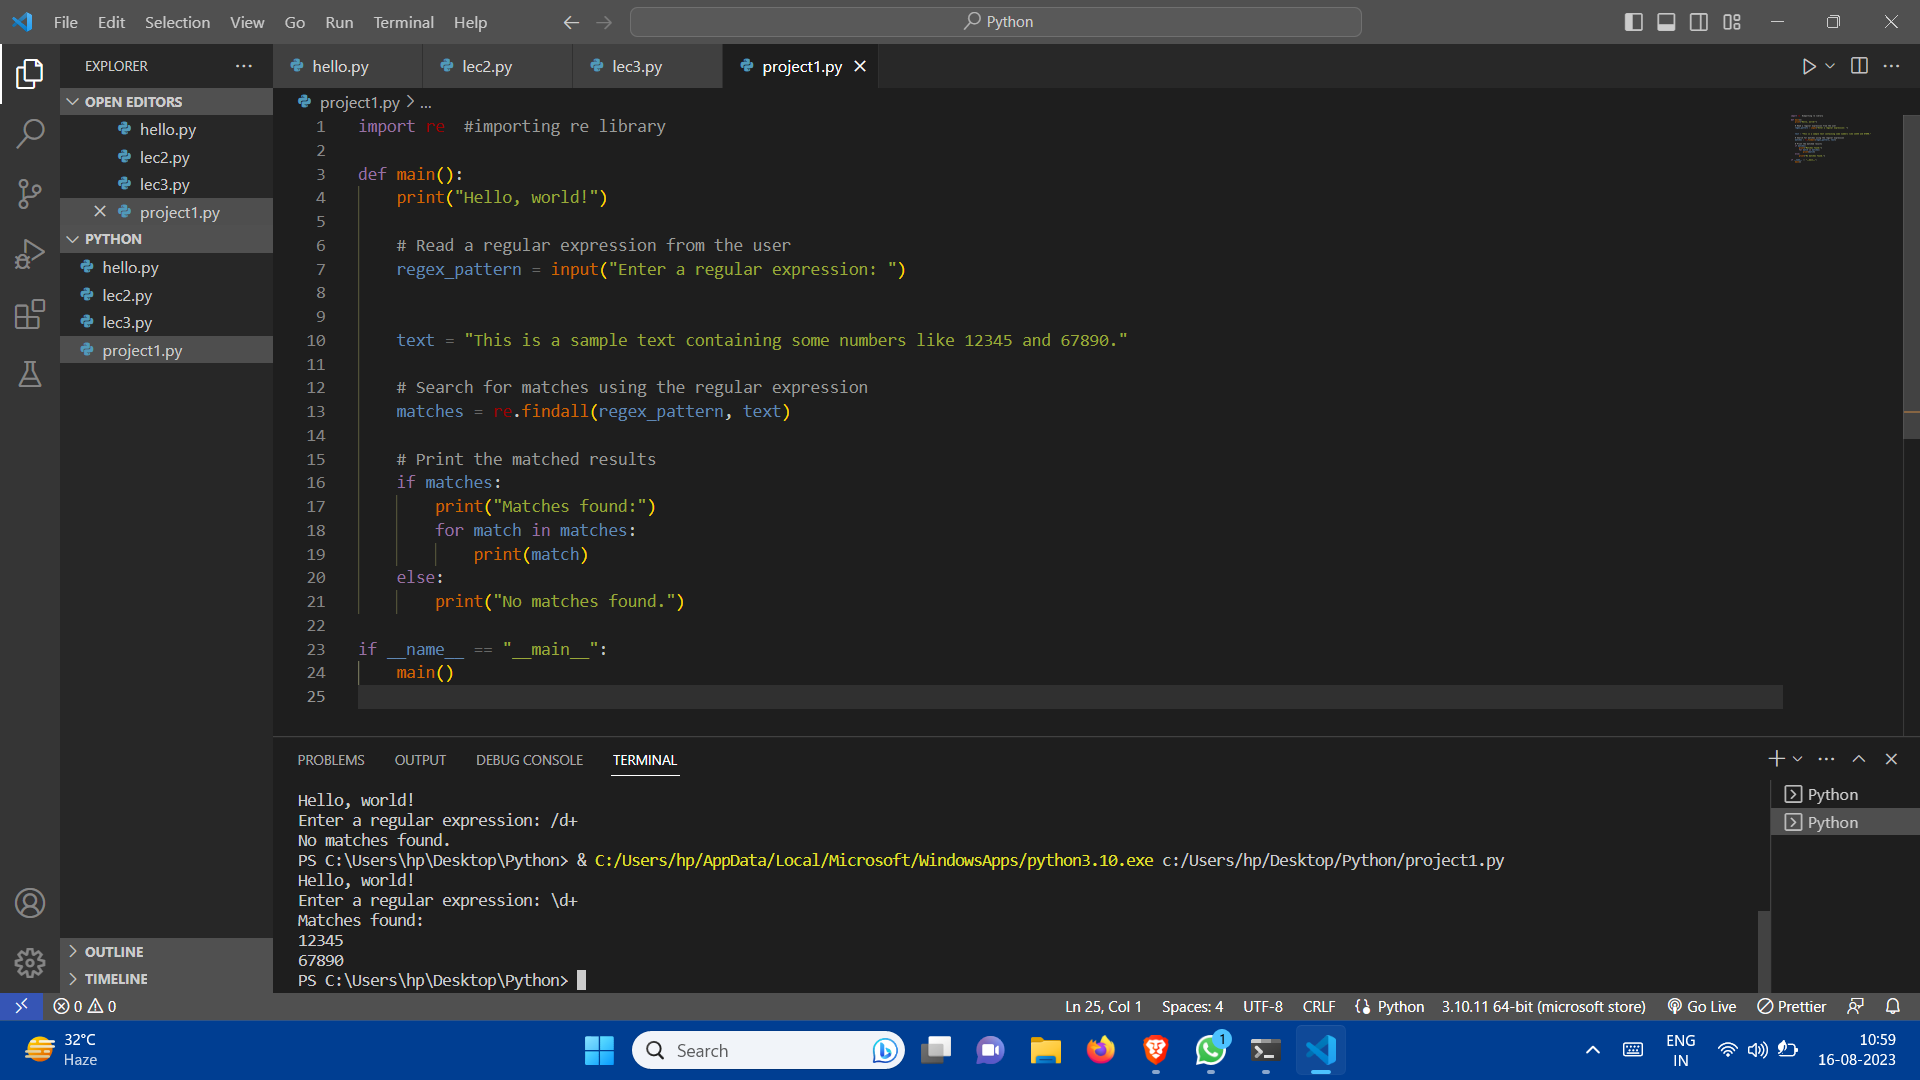 File Edit Selection View Go Run Terminal Help
Python
EXPLORER
OPEN EDITORS
hello.py
lec2.py
lec3.py
project1.py
PYTHON
hello.py
lec2.py
lec3.py
project1.py
OUTLINE
TIMELINE
hello.py lec2.py lec3.py project1.py
project1.py > ...
1 import re  #importing re library
2
3 def main():
4     print("Hello, world!")
5
6     # Read a regular expression from the user
7     regex_pattern = input("Enter a regular expression: ")
8
9
10     text = "This is a sample text containing some numbers like 12345 and 67890."
11
12     # Search for matches using the regular expression
13     matches = re.findall(regex_pattern, text)
14
15     # Print the matched results
16     if matches:
17         print("Matches found:")
18         for match in matches:
19             print(match)
20     else:
21         print("No matches found.")
22
23 if __name__ == "__main__":
24     main()
25
PROBLEMS OUTPUT DEBUG CONSOLE TERMINAL
Hello, world!
Enter a regular expression: /d+
No matches found.
PS C:\Users\hp\Desktop\Python> & C:/Users/hp/AppData/Local/Microsoft/WindowsApps/python3.10.exe c:/Users/hp/Desktop/Python/project1.py
Hello, world!
Enter a regular expression: \d+
Matches found:
12345
67890
PS C:\Users\hp\Desktop\Python>
Python
Python
0 0
Ln 25, Col 1 Spaces: 4 UTF-8 CRLF Python 3.10.11 64-bit (microsoft store) Go Live Prettier
32°C
Haze
Search
1
ENG
IN
10:59
16-08-2023